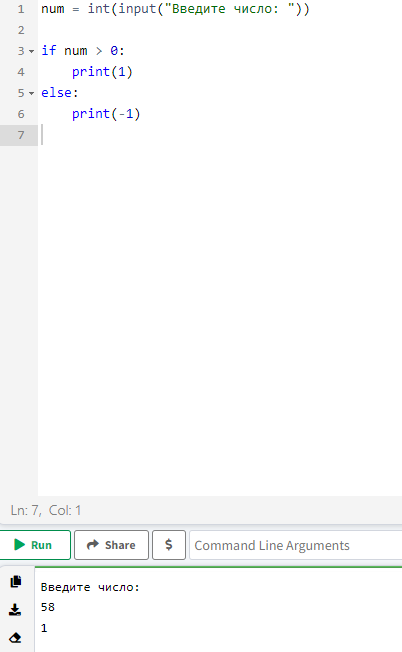 1 num = int(input("Введите число: "))
2
3 if num > 0:
4 print(1)
5 else:
6 print(-1)
7
Ln: 7, Col: 1
Run Share $ Command Line Arguments
Введите число:
58
1